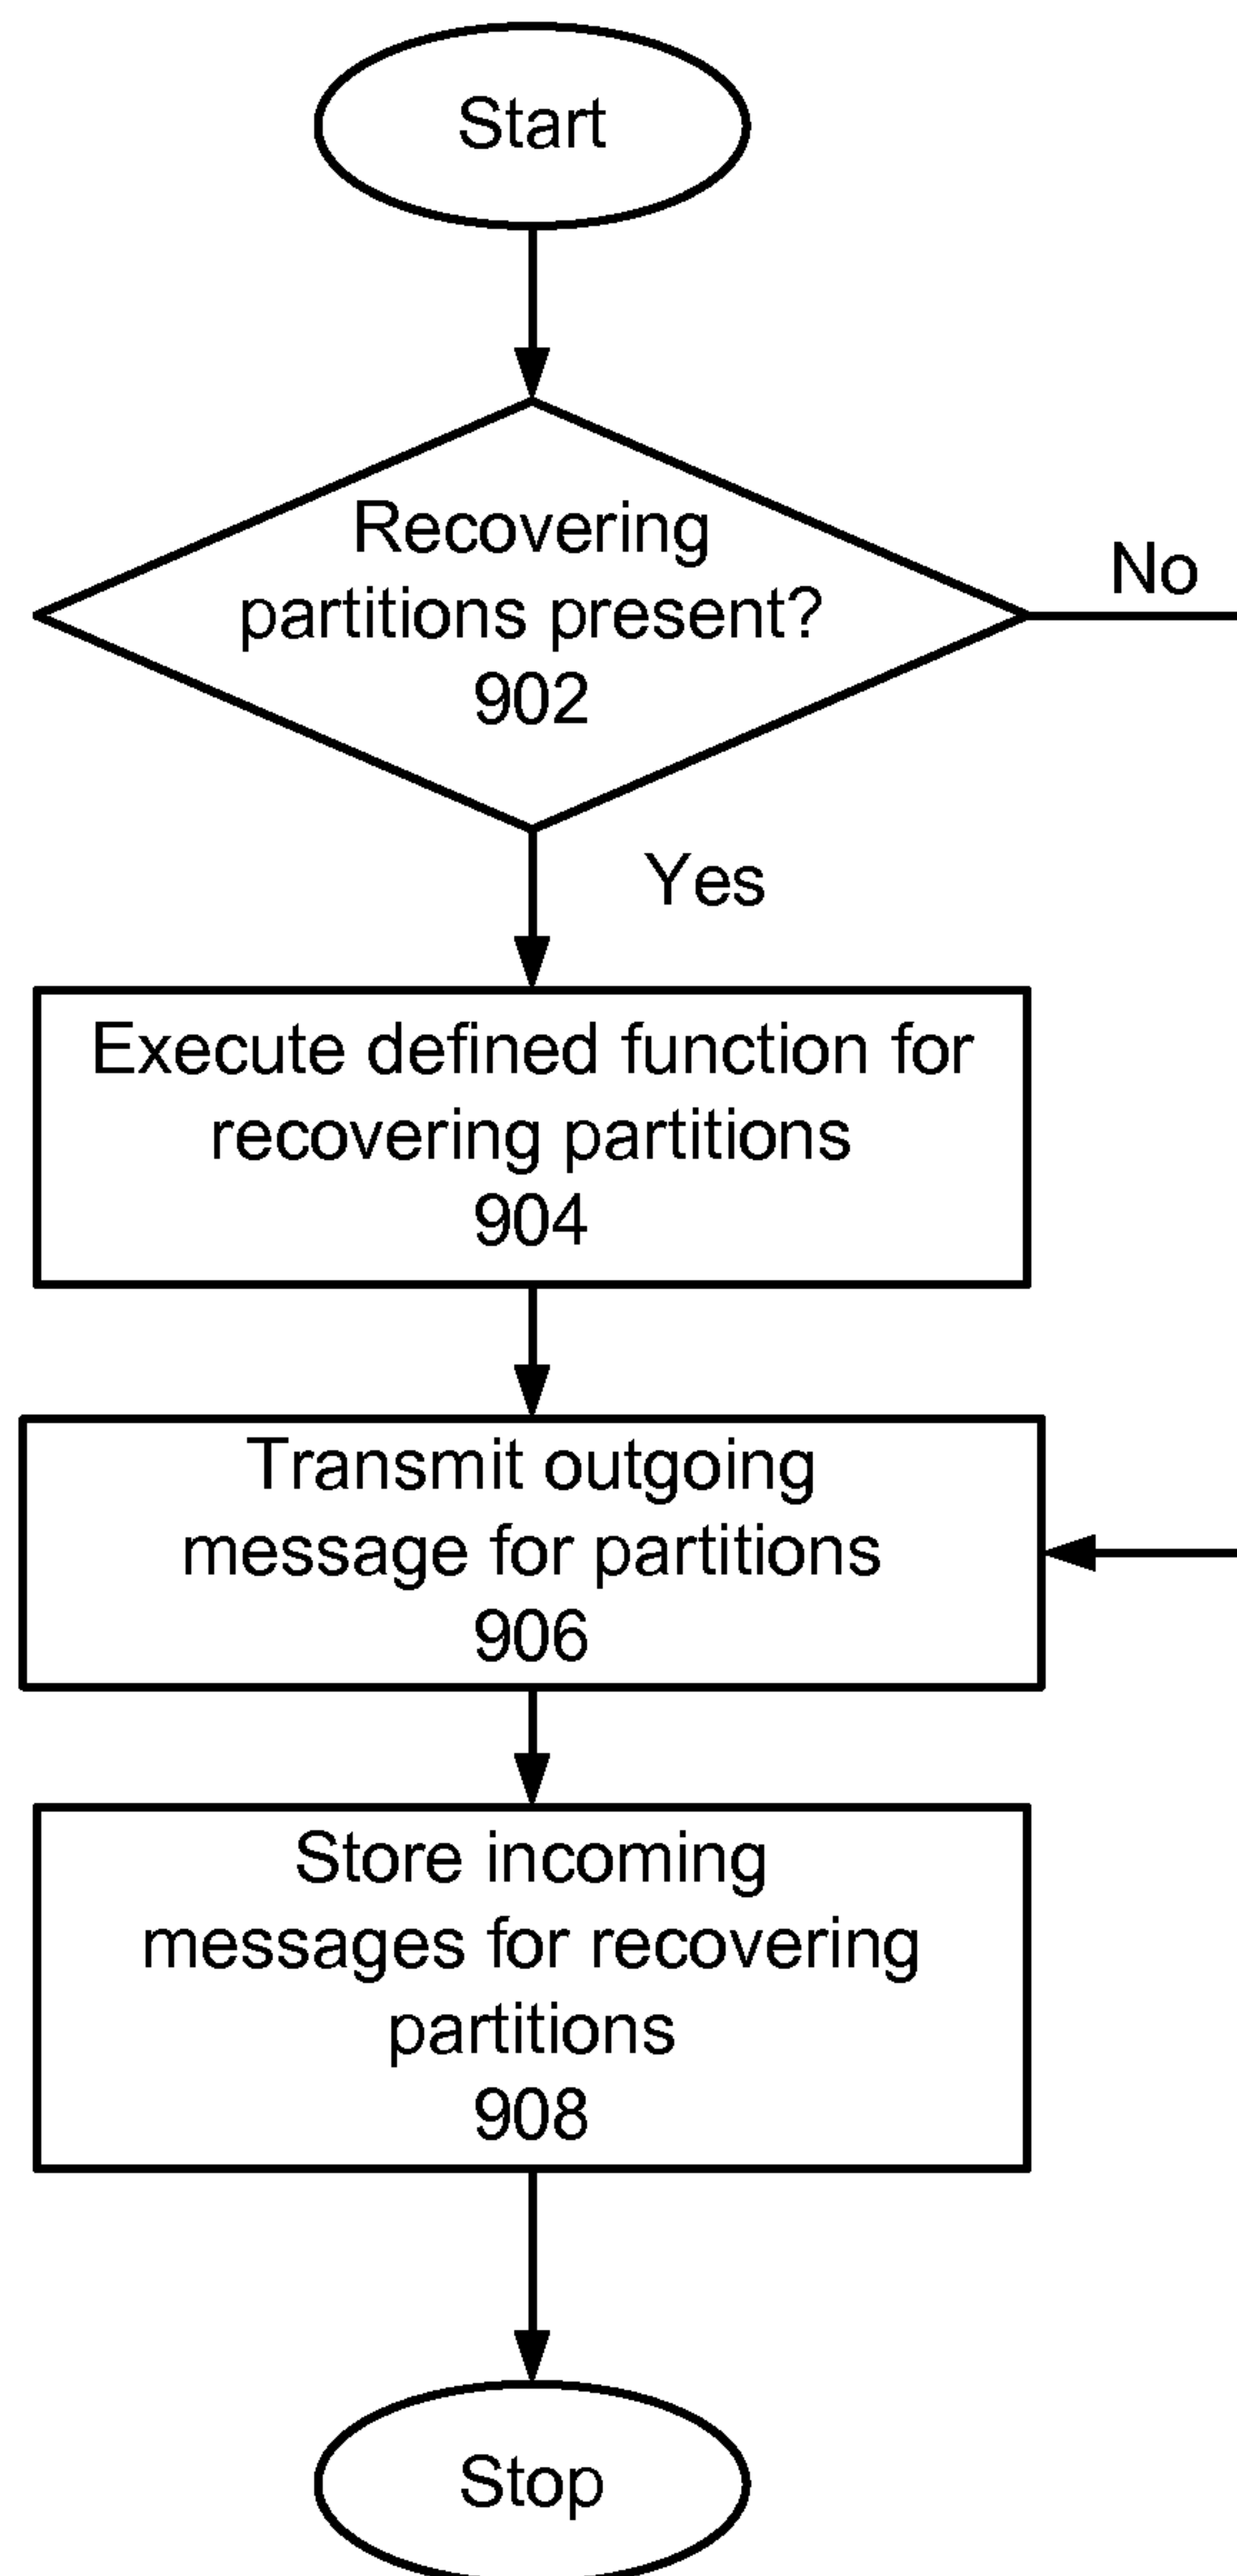 Start
Recovering
partitions present?
902
No
Yes
Execute defined function for
recovering partitions
904
Transmit outgoing
message for partitions
906
Store incoming
messages for recovering
partitions
908
Stop